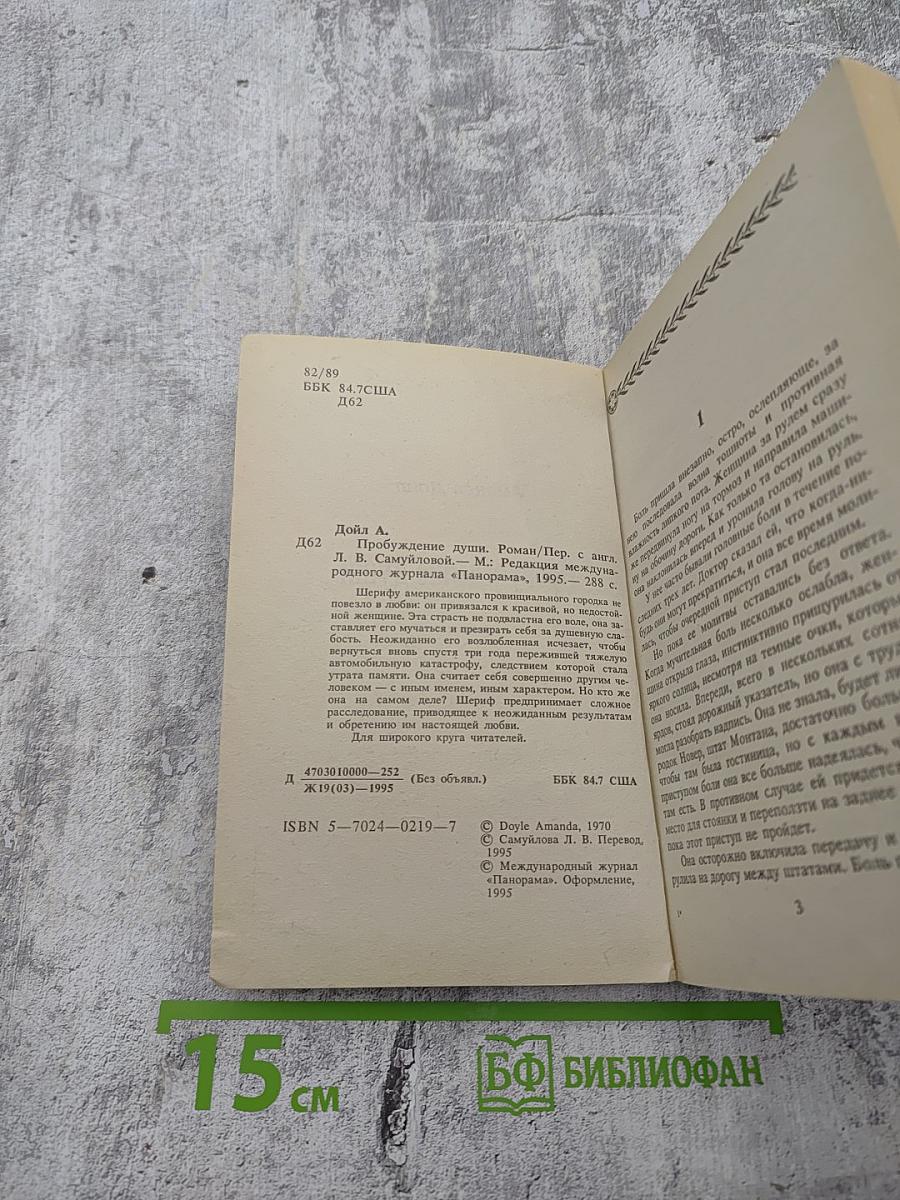 82/89
ББК 84.7США
Д62
Дойл А.
Д62 Пробуждение души. Роман/Пер. с англ.
Л. В. Самуйловой.— М.: Редакция междуна-
родного журнала «Панорама», 1995.— 288 с.
Шерифу американского провинциального городка не
повезло в любви: он привязался к красивой, но недостой-
ной женщине. Эта страсть не подвластна его воле, она за-
ставляет его мучаться и презирать себя за душевную сла-
бость. Неожиданно его возлюбленная исчезает, чтобы
вернуться вновь спустя три года пережившей тяжелую
автомобильную катастрофу, следствием которой стала
утрата памяти. Она считает себя совершенно другим че-
ловеком — с иным именем, иным характером. Но кто же
она на самом деле? Шериф предпринимает сложное
расследование, приводящее к неожиданным результатам
и обретению им настоящей любви.
Для широкого круга читателей.
Д 4703010000—252 (Без объявл.) ББК 84.7 США
Ж19(03)—1995
ISBN 5—7024—0219—7
© Doyle Amanda, 1970
© Самуйлова Л. В. Перевод,
1995
© Международный журнал
«Панорама». Оформление,
1995
1
Боль пришла внезапно, остро, ослепляюще, за
нею последовала волна тошноты и противная
влажность липкого пота. Женщина за рулем сразу
же передвинула ногу на тормоз и направила маши-
ну на обочину дороги. Как только та остановилась,
она наклонилась вперед и уронила голову на руль.
У нее часто бывали головные боли в течение по-
следних трех лет. Доктор сказал ей, что когда-ни-
будь они могут прекратиться, и она все время моли-
лась, чтобы очередной приступ стал последним.
Но пока ее молитвы оставались без ответа.
Когда мучительная боль несколько ослабла, жен-
щина открыла глаза, инстинктивно прищурилась от
яркого солнца, несмотря на темные очки, которые
она носила. Впереди, всего в нескольких сотнях
ярдов, стоял дорожный указатель, но она с трудом
могла разобрать надпись. Она не знала, будет ли
родок Новер, штат Монтана, достаточно больш
чтобы там была гостиница, но с каждым н
приступом боли она все больше надеялась, ч
там есть. В противном случае ей придется
место для стоянки и переползти на заднее
пока этот приступ не пройдет.
Она осторожно включила передачу и
рулила на дорогу между штатами. Боль
1*
3
15 см
БФ БИБЛИОФАН